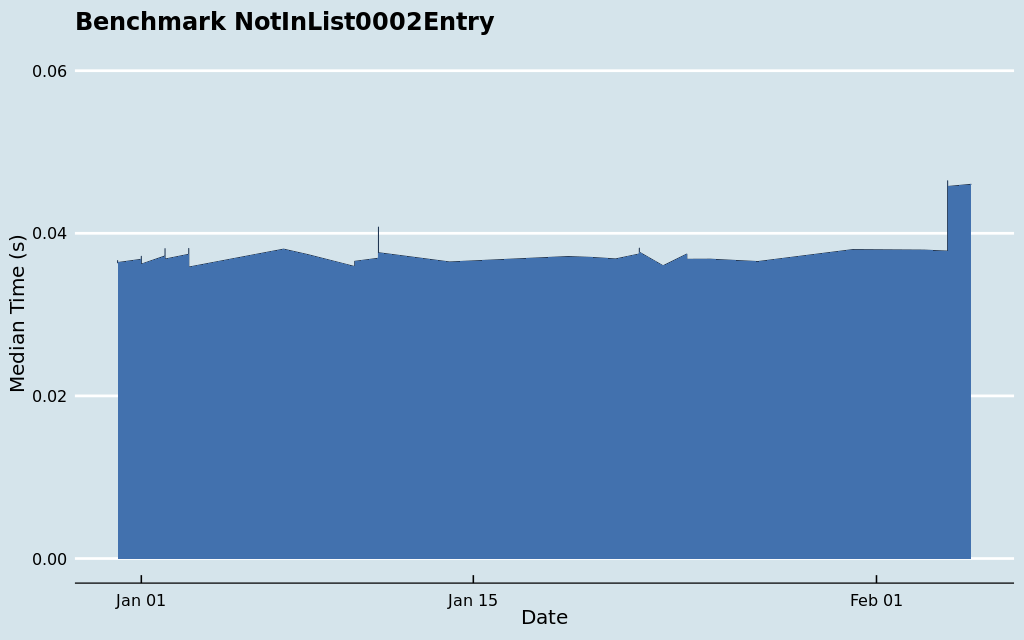 Benchmark NotInList0002Entry
0.06
0.04
0.02
0.00
Median Time (s)
Jan 01
Jan 15
Feb 01
Date